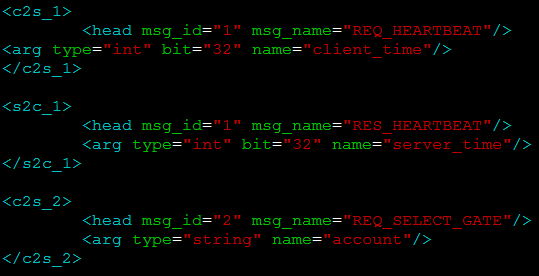 <c2s_1>
        <head msg_id="1" msg_name="REQ_HEARTBEAT"/>
<arg type="int" bit="32" name="client_time"/>
</c2s_1>

<s2c_1>
        <head msg_id="1" msg_name="RES_HEARTBEAT"/>
        <arg type="int" bit="32" name="server_time"/>
</s2c_1>

<c2s_2>
        <head msg_id="2" msg_name="REQ_SELECT_GATE"/>
        <arg type="string" name="account"/>
</c2s_2>